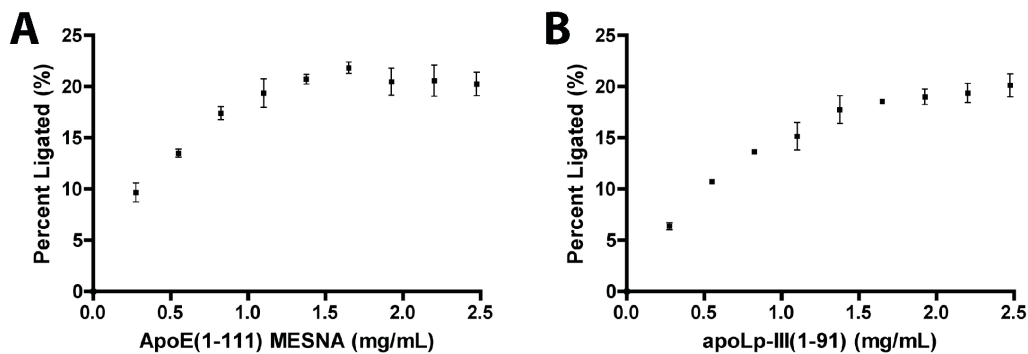 A
25
20
15
10
5
0
Percent Ligated (%)
0.0 0.5 1.0 1.5 2.0 2.5
ApoE(1-111) MESNA (mg/mL)
B
25
20
15
10
5
0
Percent Ligated (%)
0.0 0.5 1.0 1.5 2.0 2.5
apoLp-III(1-91) (mg/mL)